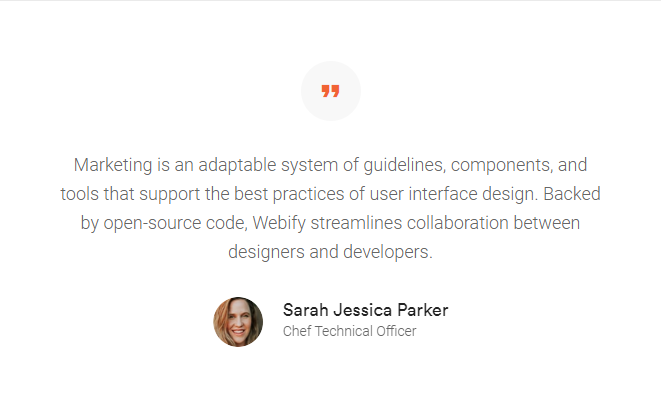 ”
Marketing is an adaptable system of guidelines, components, and
tools that support the best practices of user interface design. Backed
by open-source code, Webify streamlines collaboration between
designers and developers.
Sarah Jessica Parker
Chef Technical Officer